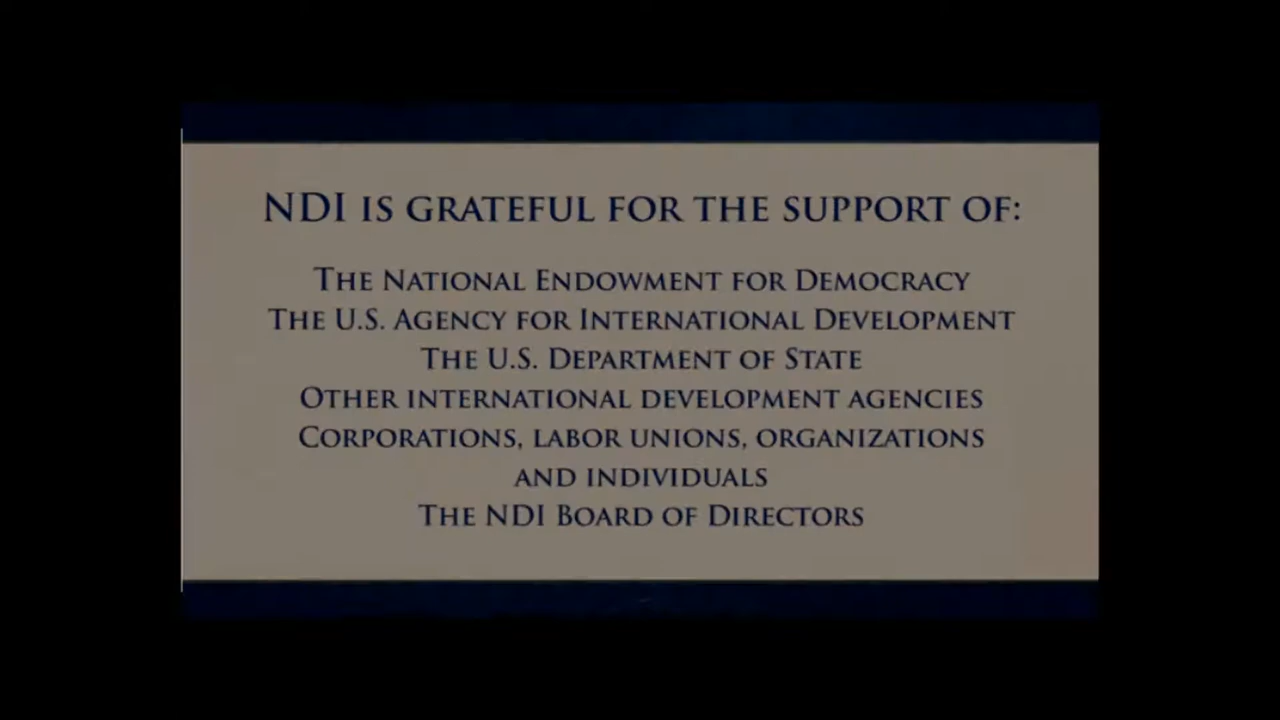 NDI IS GRATEFUL FOR THE SUPPORT OF:
THE NATIONAL ENDOWMENT FOR DEMOCRACY
THE U.S. AGENCY FOR INTERNATIONAL DEVELOPMENT
THE U.S. DEPARTMENT OF STATE
OTHER INTERNATIONAL DEVELOPMENT AGENCIES
CORPORATIONS, LABOR UNIONS, ORGANIZATIONS
AND INDIVIDUALS
THE NDI BOARD OF DIRECTORS